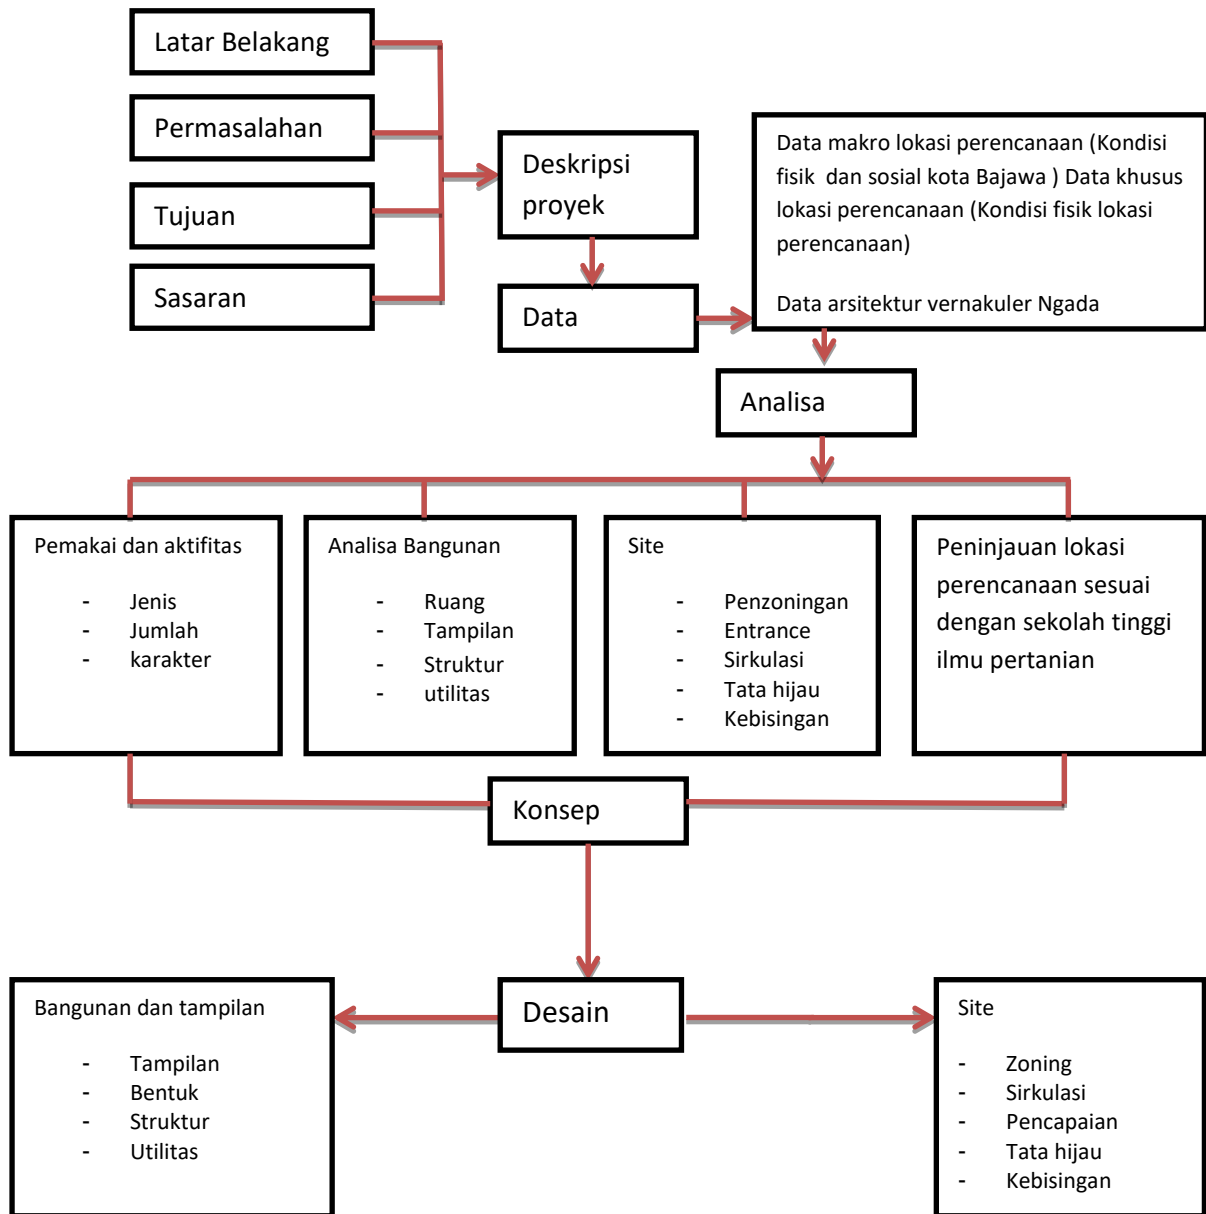 Latar Belakang
Permasalahan
Tujuan
Sasaran
Deskripsi
proyek
Data
Data makro lokasi perencanaan (Kondisi
fisik dan sosial kota Bajawa ) Data khusus
lokasi perencanaan (Kondisi fisik lokasi
perencanaan)
Data arsitektur vernakuler Ngada
Analisa
Pemakai dan aktifitas
- Jenis
- Jumlah
- karakter
Analisa Bangunan
- Ruang
- Tampilan
- Struktur
- utilitas
Site
- Penzoningan
- Entrance
- Sirkulasi
- Tata hijau
- Kebisingan
Peninjauan lokasi
perencanaan sesuai
dengan sekolah tinggi
ilmu pertanian
Konsep
Desain
Bangunan dan tampilan
- Tampilan
- Bentuk
- Struktur
- Utilitas
Site
- Zoning
- Sirkulasi
- Pencapaian
- Tata hijau
- Kebisingan